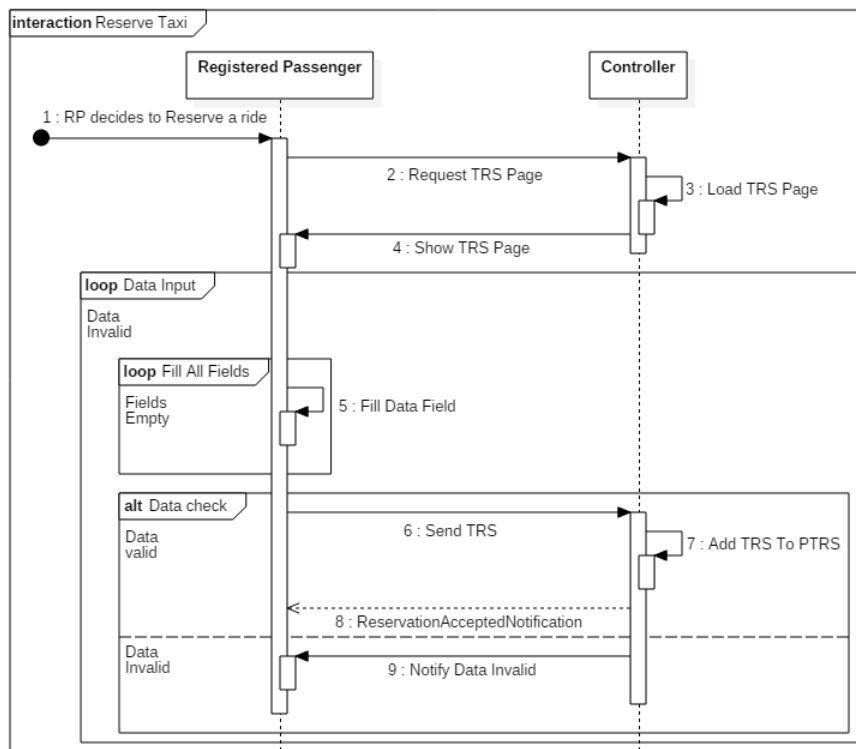 interaction Reserve Taxi
Registered Passenger
Controller
1 : RP decides to Reserve a ride
2 : Request TRS Page
3 : Load TRS Page
4 : Show TRS Page
loop Data Input
Data
Invalid
loop Fill All Fields
Fields
Empty
5 : Fill Data Field
alt Data check
Data
valid
6 : Send TRS
7 : Add TRS To PTRS
8 : ReservationAcceptedNotification
Data
Invalid
9 : Notify Data Invalid